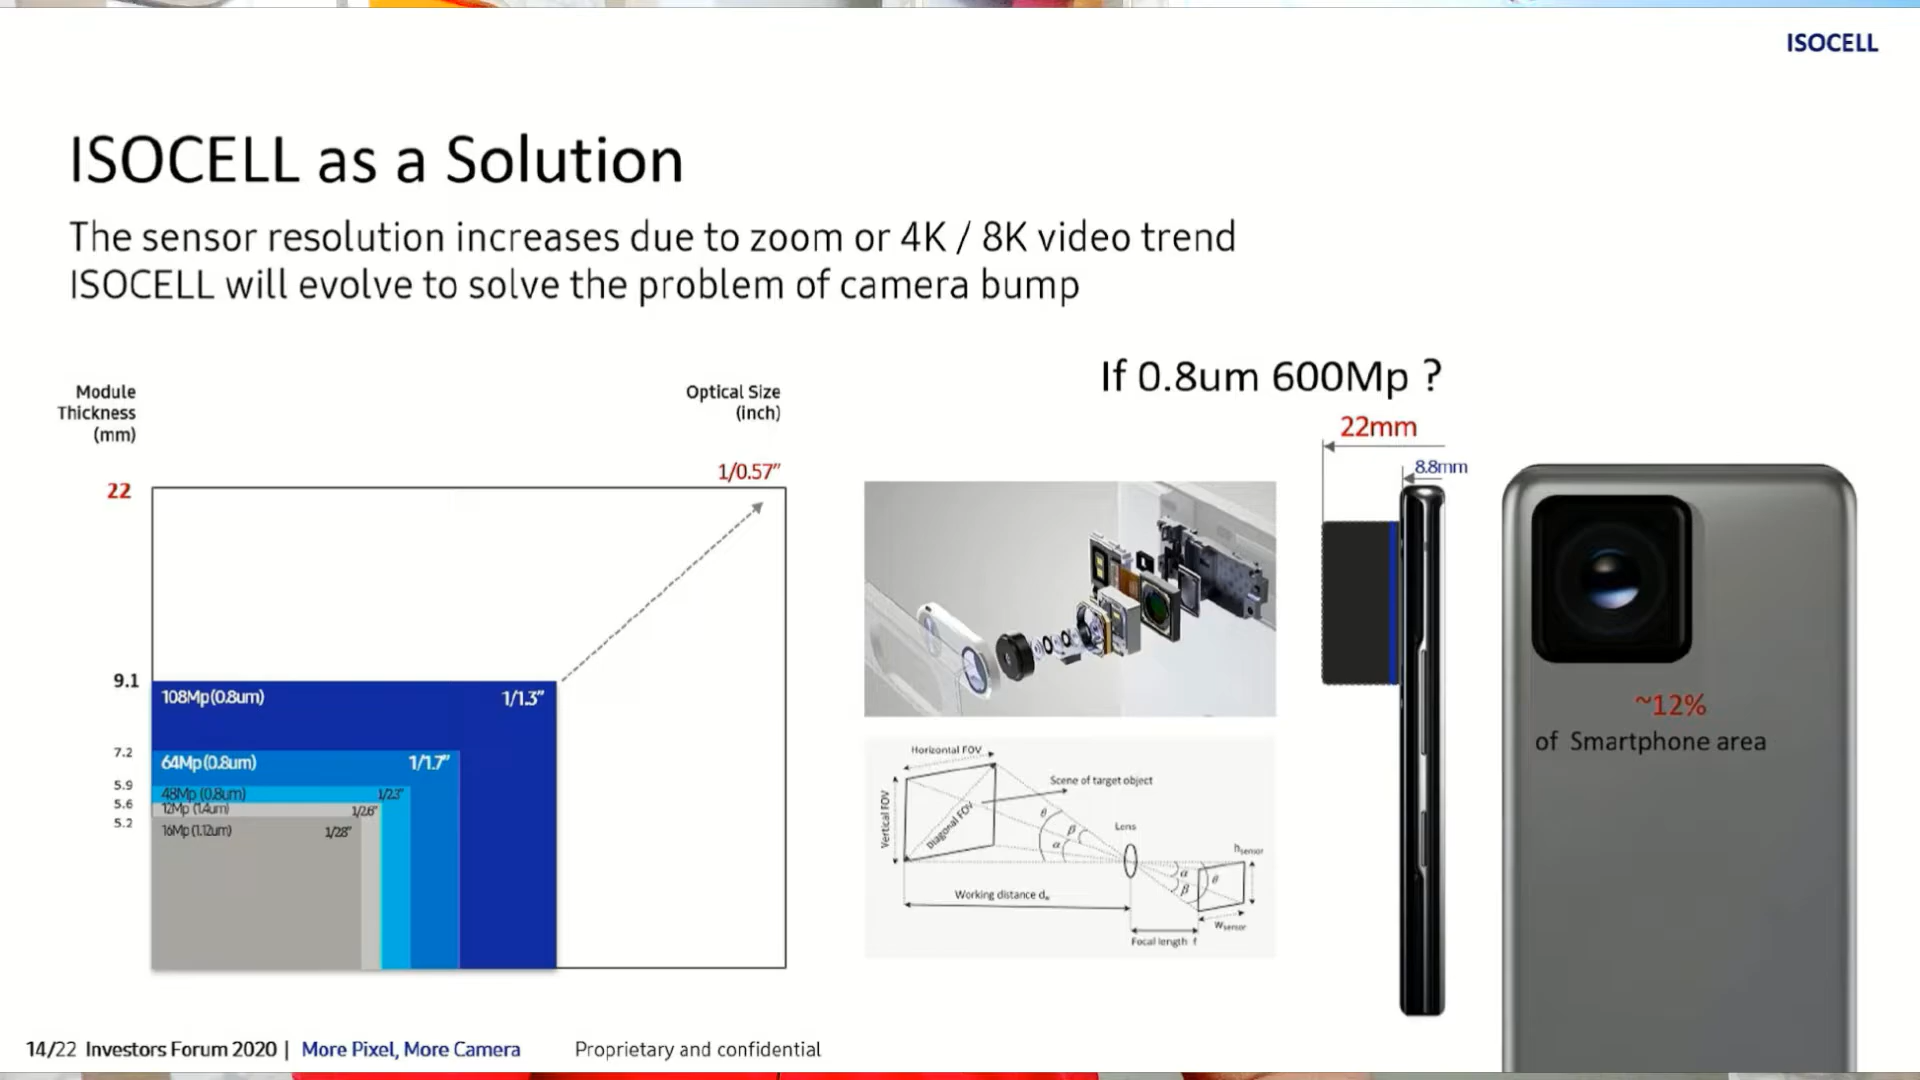 ISOCELL
ISOCELL as a Solution
The sensor resolution increases due to zoom or 4K / 8K video trend
ISOCELL will evolve to solve the problem of camera bump
Module
Thickness
(mm)
Optical Size
(inch)
1/0.57”
22
9.1
7.2
5.9
5.6
5.2
108Mp(0.8um)
1/1.3”
64Mp(0.8um)
1/1.7”
48Mp (0.8um)
1/2.3”
12Mp (1.4um)
1/2.6”
16Mp (1.12um)
1/2.8”
If 0.8um 600Mp ?
22mm
8.8mm
~12%
of Smartphone area
Horizontal FOV
Vertical FOV
Diagonal FOV
Scene of target object
θ
β
α
Lens
α
β
θ
hsensor
Wsensor
Working distance do
Focal length f
14/22 Investors Forum 2020 | More Pixel, More Camera
Proprietary and confidential